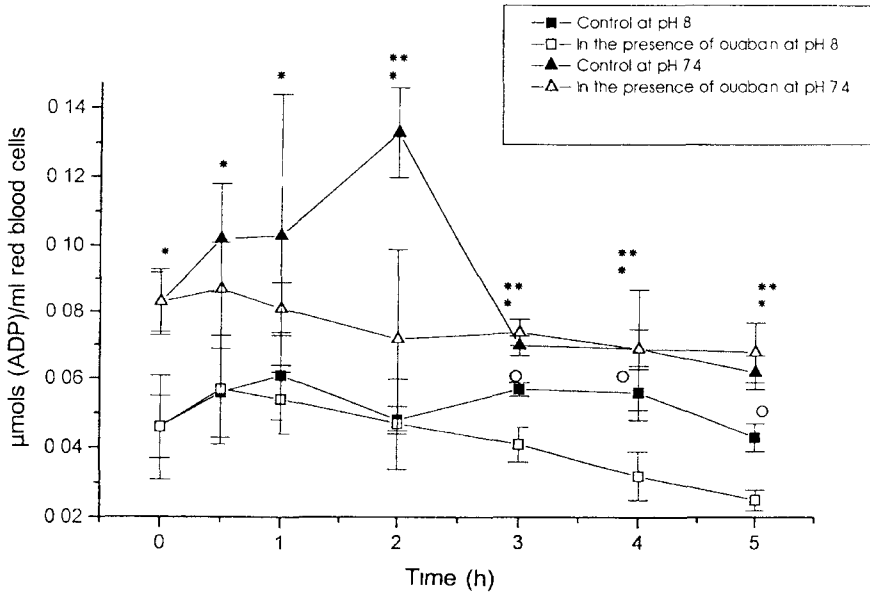 Control at pH 8
In the presence of ouaban at pH 8
Control at pH 7 4
In the presence of ouaban at pH 7 4
* * ** * ** * ** * ** *
0 14
0 12
0 10
0 08
0 06
0 04
0 02
µmols (ADP)/ml red blood cells
0 1 2 3 4 5
Time (h)